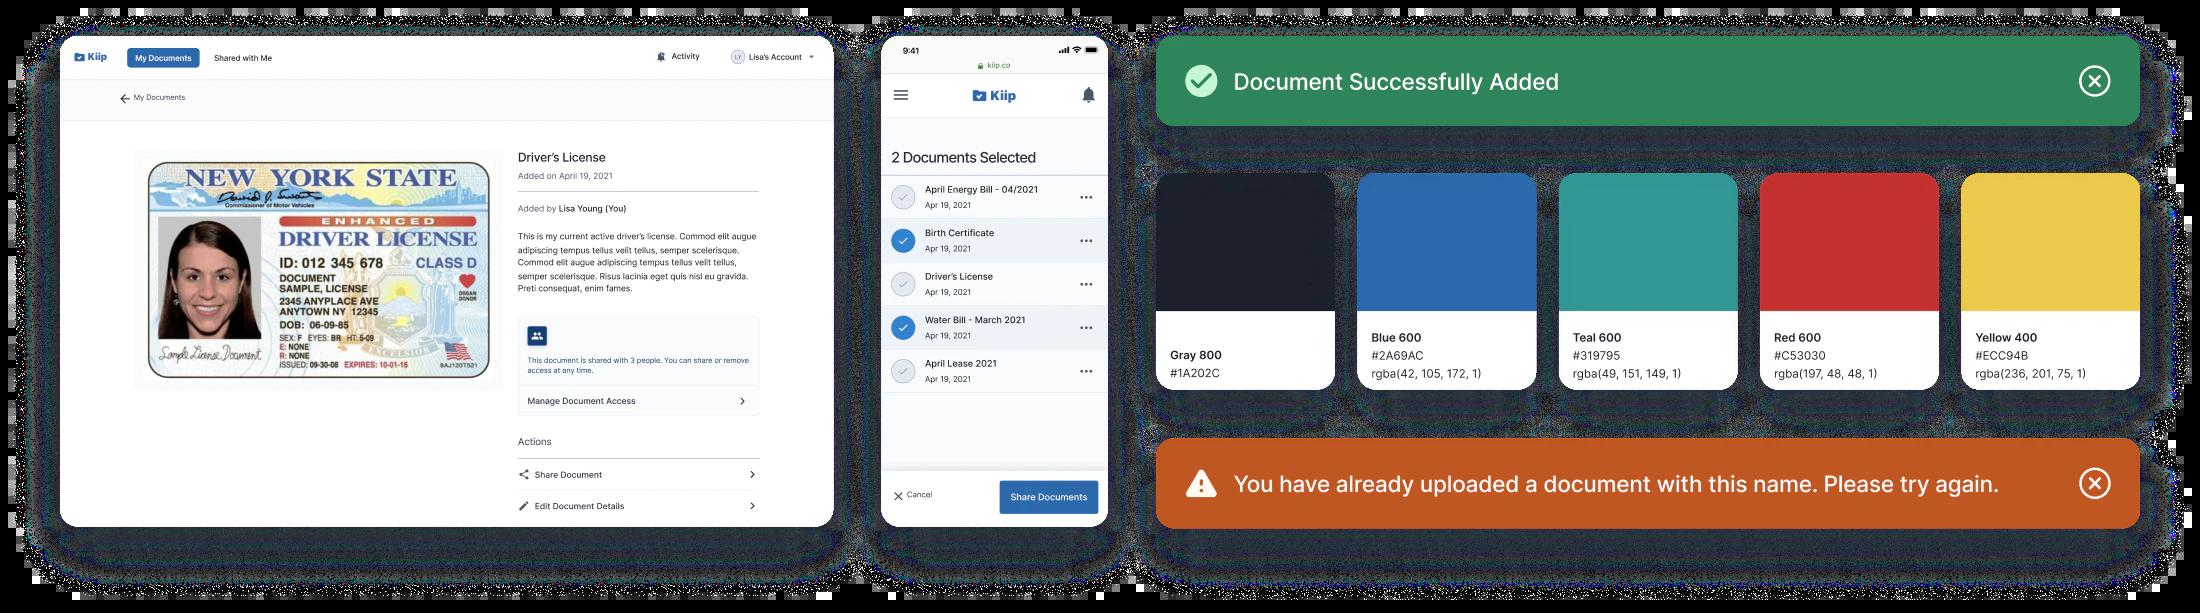 Kiip
My Documents
Shared with Me
Activity
LY
Lisa's Account
My Documents
NEW YORK STATE
Commissioner of Motor Vehicles
ENHANCED
DRIVER LICENSE
ID: 012 345 678 CLASS D
DOCUMENT
SAMPLE, LICENSE
2345 ANYPLACE AVE
ANYTOWN NY 12345
DOB: 06-09-85
SEX: F EYES: BR HT: 5-09
E: NONE
R: NONE
ISSUED: 09-30-08 EXPIRES: 10-01-16
ORGAN
DONOR
EXCELSIOR
Sample License Document
Driver's License
Added on April 19, 2021
Added by Lisa Young (You)
This is my current active driver's license. Commod elit augue
adipiscing tempus tellus velit tellus, semper scelerisque.
Commod elit augue adipiscing tempus tellus velit tellus,
semper scelerisque. Risus lacinia eget quis nisl eu gravida.
Preti consequat, enim fames.
This document is shared with 3 people. You can share or remove
access at any time.
Manage Document Access
Actions
Share Document
Edit Document Details
9:41
kiip.co
Kiip
2 Documents Selected
April Energy Bill - 04/2021
Apr 19, 2021
Birth Certificate
Apr 19, 2021
Driver's License
Apr 19, 2021
Water Bill - March 2021
Apr 19, 2021
April Lease 2021
Apr 19, 2021
Cancel
Share Documents
Document Successfully Added
Gray 800
#1A202C
Blue 600
#2A69AC
rgba(42, 105, 172, 1)
Teal 600
#319795
rgba(49, 151, 149, 1)
Red 600
#C53030
rgba(197, 48, 48, 1)
Yellow 400
#ECC94B
rgba(236, 201, 75, 1)
You have already uploaded a document with this name. Please try again.